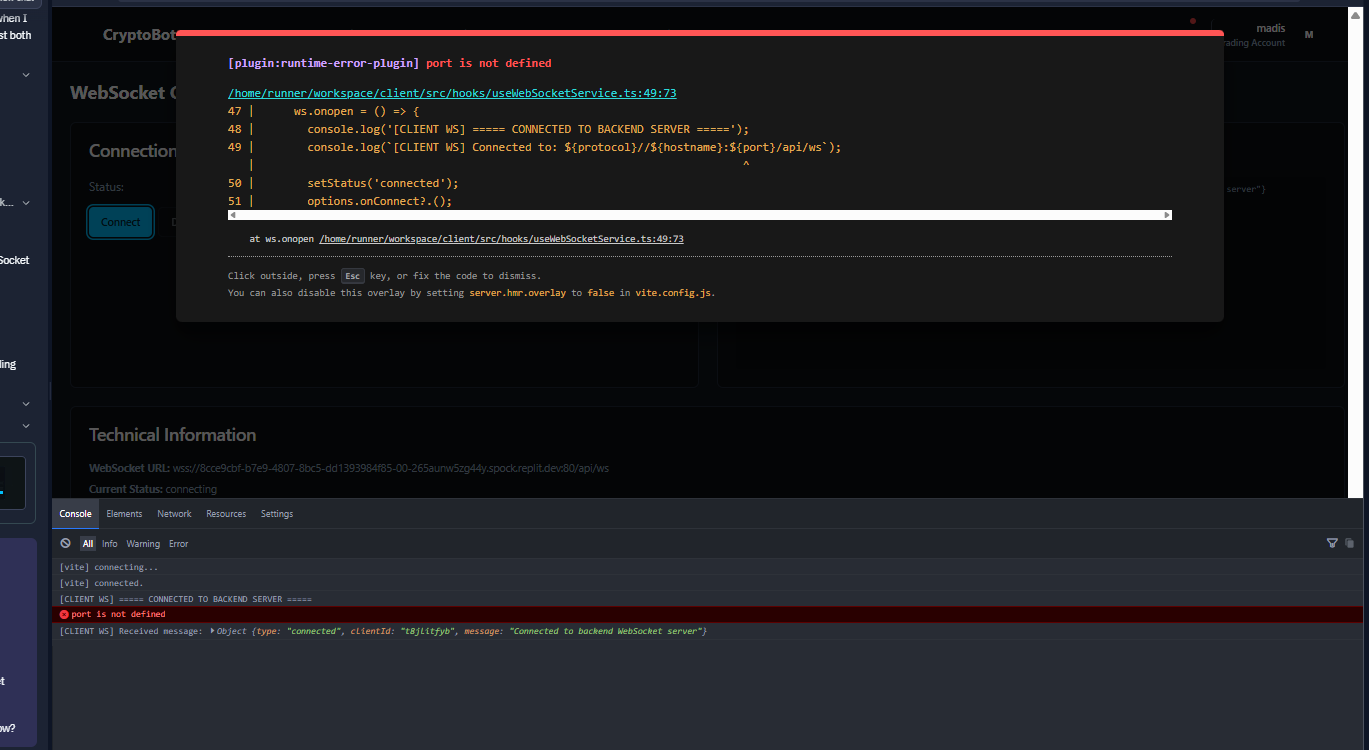 when I
st both
k...
Socket
ling
t
ow?
CryptoBot
madis
rading Account
M
WebSocket C
Connection
Status:
Connect
D
server"}
[plugin:runtime-error-plugin] port is not defined
/home/runner/workspace/client/src/hooks/useWebSocketService.ts:49:73
47 | ws.onopen = () => {
48 | console.log('[CLIENT WS] ===== CONNECTED TO BACKEND SERVER =====');
49 | console.log(`[CLIENT WS] Connected to: ${protocol}//${hostname}:${port}/api/ws`);
| ^
50 | setStatus('connected');
51 | options.onConnect?.();
at ws.onopen /home/runner/workspace/client/src/hooks/useWebSocketService.ts:49:73
Click outside, press Esc key, or fix the code to dismiss.
You can also disable this overlay by setting server.hmr.overlay to false in vite.config.js.
Technical Information
WebSocket URL: wss://8cce9cbf-b7e9-4807-8bc5-dd1393984f85-00-265aunw5zg44y.spock.replit.dev:80/api/ws
Current Status: connecting
Console Elements Network Resources Settings
All Info Warning Error
[vite] connecting...
[vite] connected.
[CLIENT WS] ===== CONNECTED TO BACKEND SERVER =====
port is not defined
[CLIENT WS] Received message: Object {type: "connected", clientId: "t8jlitfyb", message: "Connected to backend WebSocket server"}